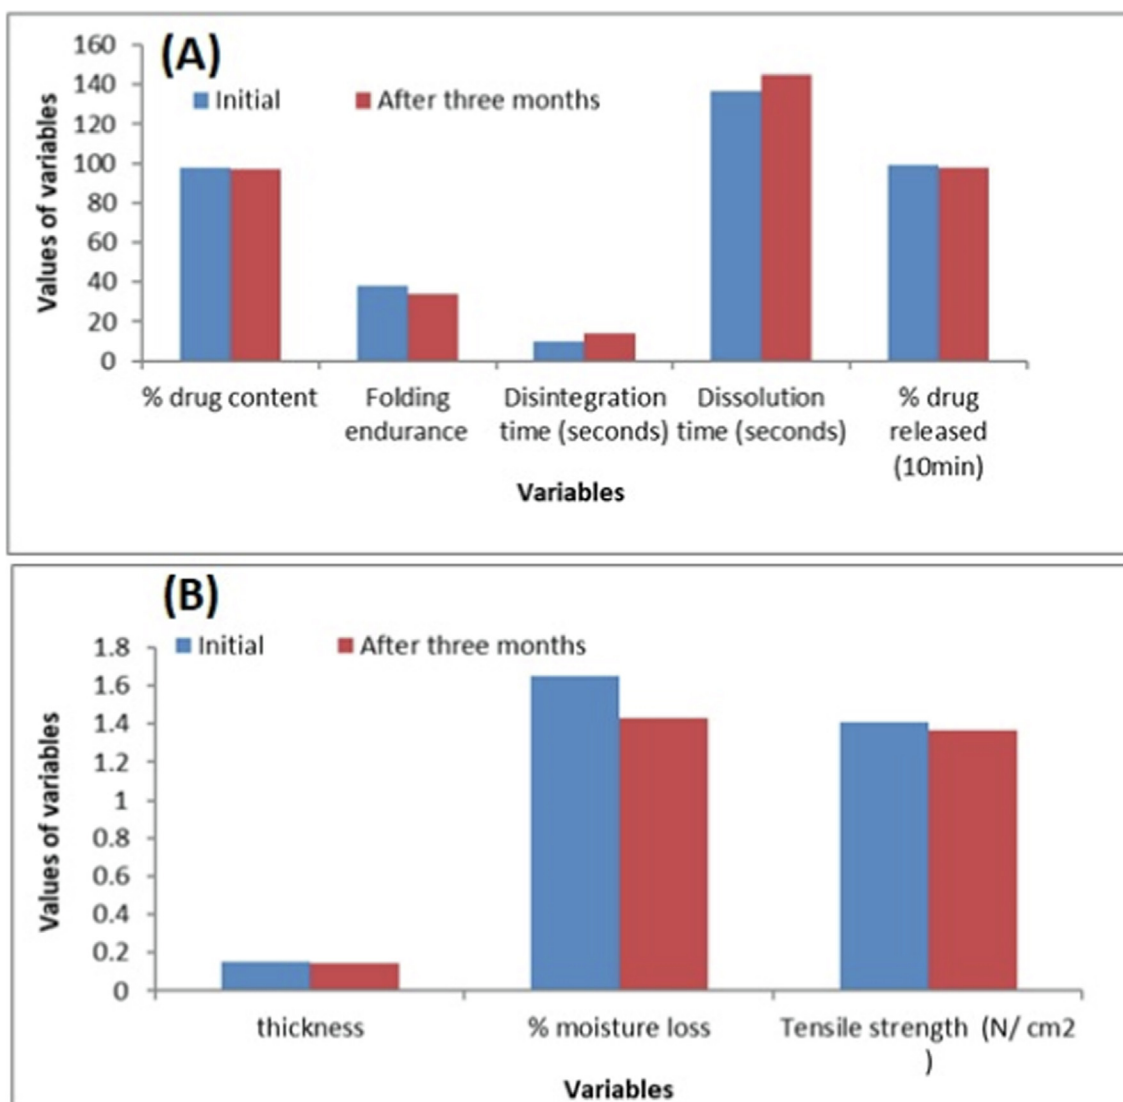 (A)
Initial After three months
Values of variables
160
140
120
100
80
60
40
20
0
% drug content Folding Disintegration Dissolution % drug
endurance time (seconds) time (seconds) released
(10min)
Variables
(B)
Initial After three months
Values of variables
1.8
1.6
1.4
1.2
1
0.8
0.6
0.4
0.2
0
thickness % moisture loss Tensile strength (N/ cm2
)
Variables